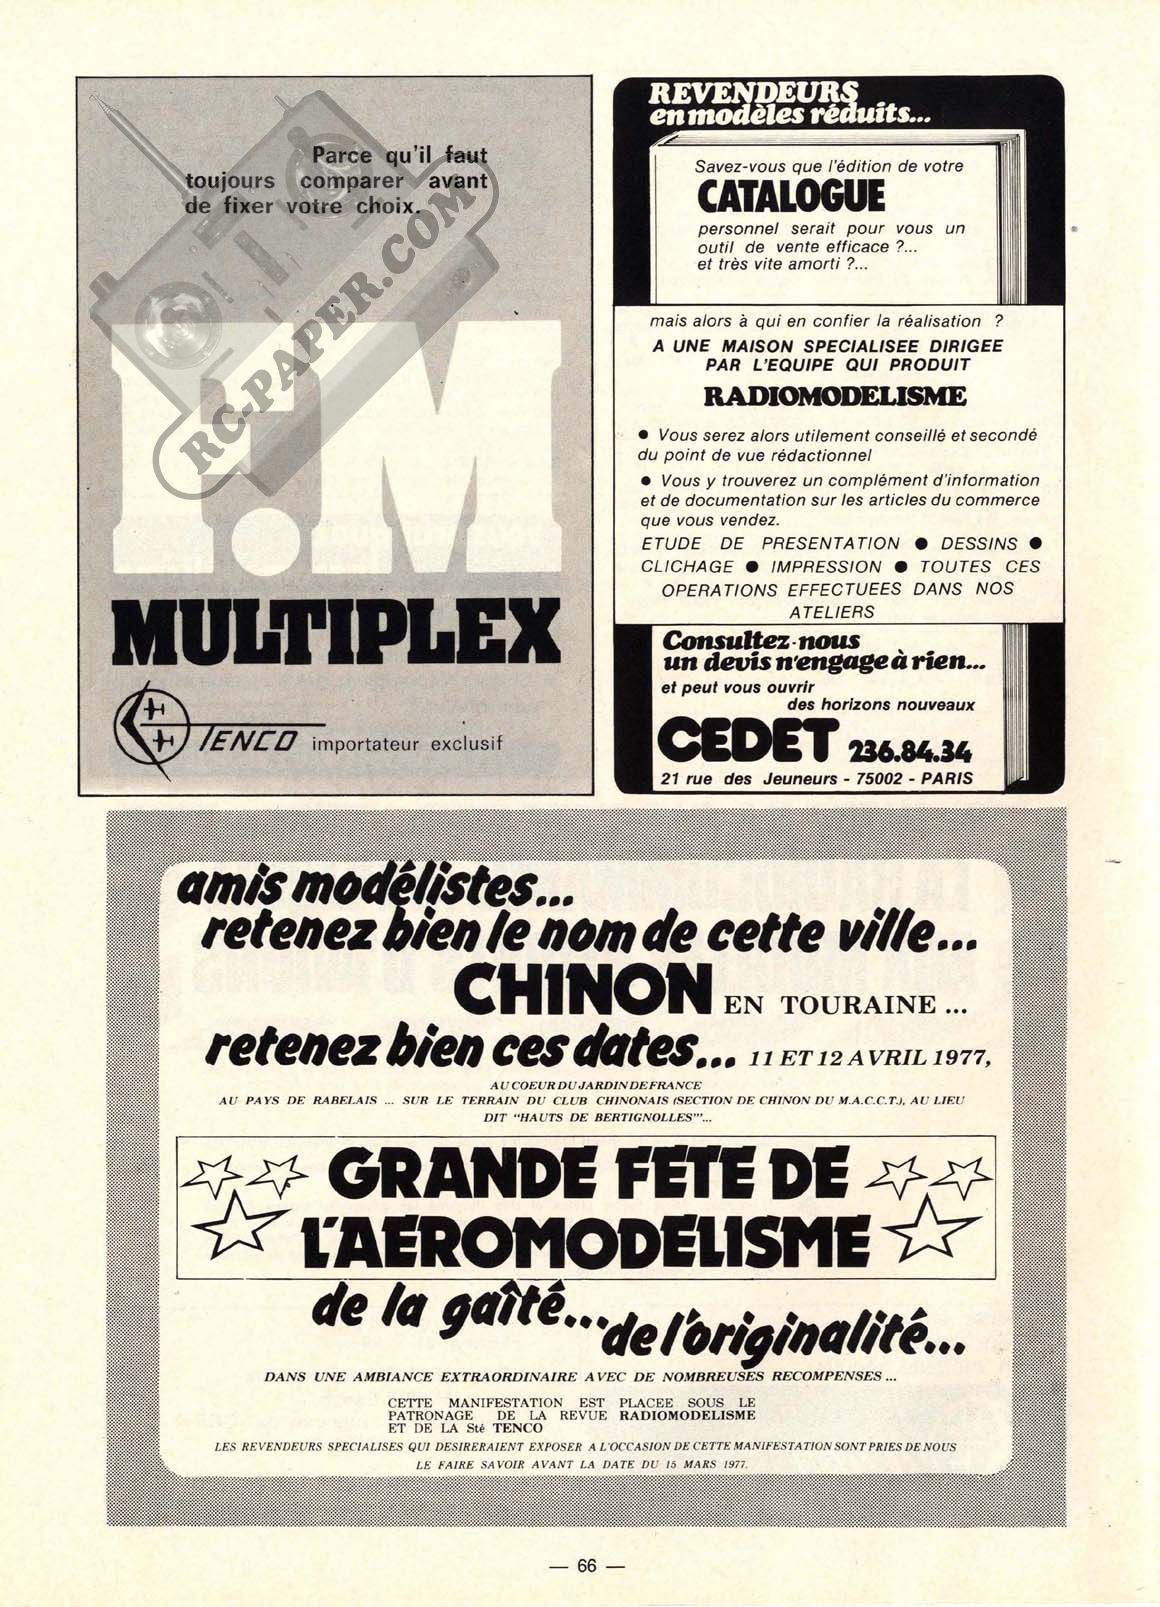 Parce qu'il faut
toujours comparer avant
de fixer votre choix.
RC-PAPER.COM
F.M
MULTIPLEX
TENCO importateur exclusif
REVENDEURS
en modèles réduits...
Savez-vous que l'édition de votre
CATALOGUE
personnel serait pour vous un
outil de vente efficace ?...
et très vite amorti ?...
mais alors à qui en confier la réalisation ?
A UNE MAISON SPECIALISEE DIRIGEE
PAR L'EQUIPE QUI PRODUIT
RADIOMODELISME
● Vous serez alors utilement conseillé et secondé
du point de vue rédactionnel
● Vous y trouverez un complément d'information
et de documentation sur les articles du commerce
que vous vendez.
ETUDE DE PRESENTATION ● DESSINS ●
CLICHAGE ● IMPRESSION ● TOUTES CES
OPERATIONS EFFECTUEES DANS NOS
ATELIERS
Consultez-nous
un devis n'engage à rien...
et peut vous ouvrir
des horizons nouveaux
CEDET 236.84.34
21 rue des Jeuneurs - 75002 - PARIS
amis modélistes...
retenez bien le nom de cette ville...
CHINON EN TOURAINE ...
retenez bien ces dates... 11 ET 12 AVRIL 1977,
AU COEUR DU JARDIN DE FRANCE
AU PAYS DE RABELAIS ... SUR LE TERRAIN DU CLUB CHINONAIS (SECTION DE CHINON DU M.A.C.C.T.), AU LIEU
DIT "HAUTS DE BERTIGNOLLES"'...
GRANDE FETE DE
L'AÉROMODÉLISME
de la gaîté... de l'originalité...
DANS UNE AMBIANCE EXTRAORDINAIRE AVEC DE NOMBREUSES RECOMPENSES ...
CETTE MANIFESTATION EST PLACEE SOUS LE
PATRONAGE DE LA REVUE RADIOMODELISME
ET DE LA Sté TENCO
LES REVENDEURS SPECIALISES QUI DESIRERAIENT EXPOSER A L'OCCASION DE CETTE MANIFESTATION SONT PRIES DE NOUS
LE FAIRE SAVOIR AVANT LA DATE DU 15 MARS 1977.
— 66 —